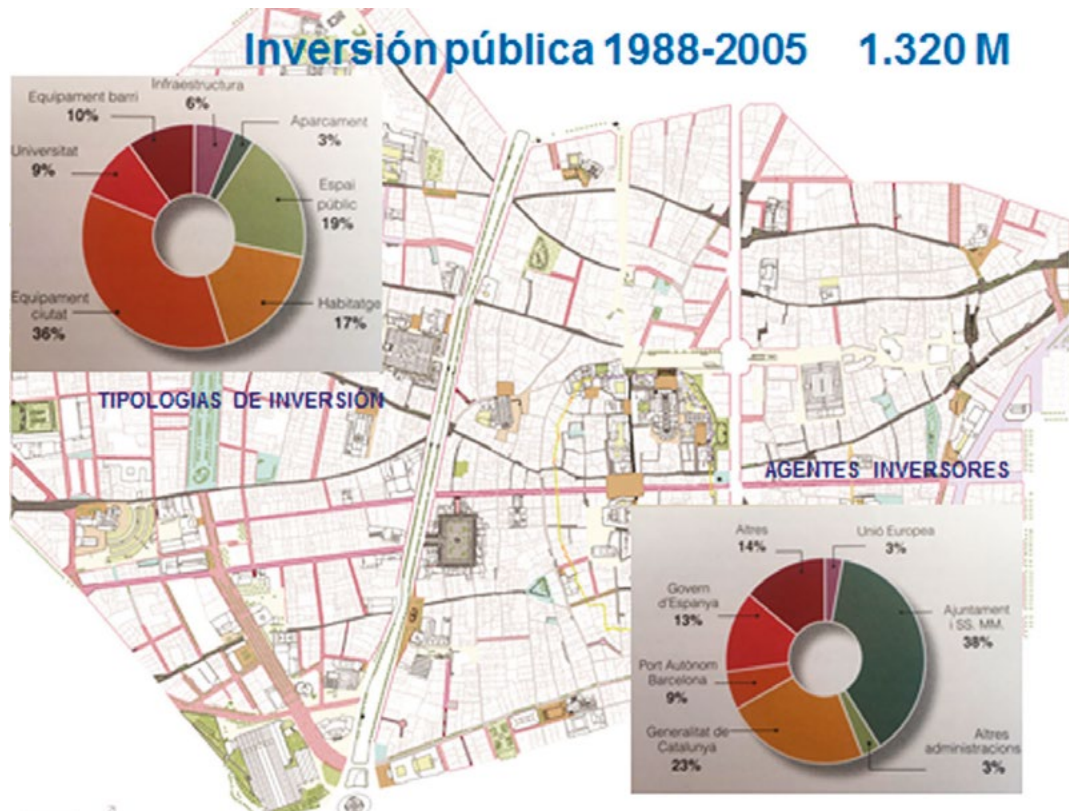 Inversión pública 1988-2005 1.320 M
Infraestructura
6%
Equipament barri
10%
Aparcament
3%
Universitat
9%
Espai
públic
19%
Equipament
ciutat
36%
Habitatge
17%
TIPOLOGIAS DE INVERSIÓN
AGENTES INVERSORES
Altres
14%
Unió Europea
3%
Govern
d'Espanya
13%
Ajuntament
i SS. MM.
38%
Port Autònom
Barcelona
9%
Generalitat de
Catalunya
23%
Altres
administracions
3%